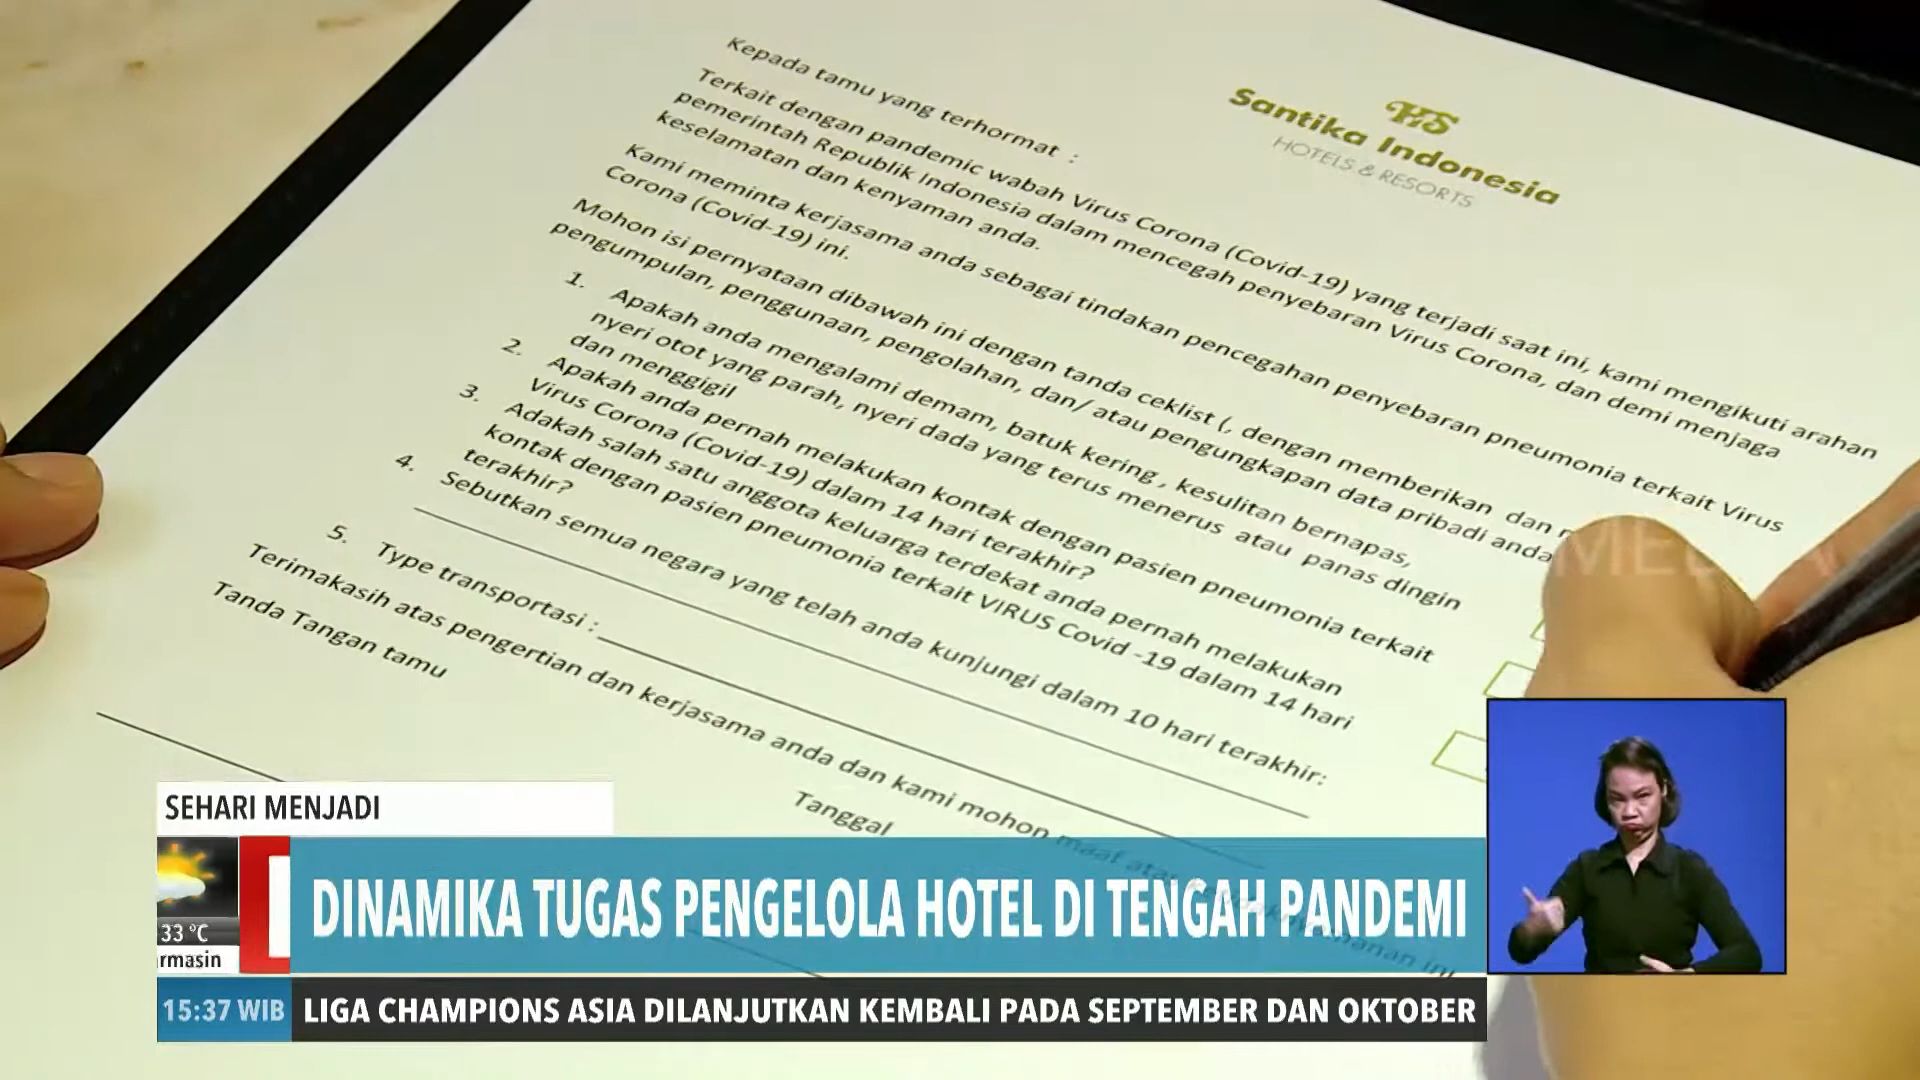 HS
Santika Indonesia
HOTELS & RESORTS
Kepada tamu yang terhormat :
Terkait dengan pandemic wabah Virus Corona (Covid-19) yang terjadi saat ini, kami mengikuti arahan
pemerintah Republik Indonesia dalam mencegah penyebaran Virus Corona, dan demi menjaga
keselamatan dan kenyaman anda.
Kami meminta kerjasama anda sebagai tindakan pencegahan penyebaran pneumonia terkait Virus
Corona (Covid-19) ini.
Mohon isi pernyataan dibawah ini dengan tanda ceklist (, dengan memberikan dan
pengumpulan, penggunaan, pengolahan, dan/ atau pengungkapan data pribadi anda
1. Apakah anda mengalami demam, batuk kering , kesulitan bernapas,
nyeri otot yang parah, nyeri dada yang terus menerus atau panas dingin
dan menggigil
2. Apakah anda pernah melakukan kontak dengan pasien pneumonia terkait
Virus Corona (Covid-19) dalam 14 hari terakhir?
3. Adakah salah satu anggota keluarga terdekat anda pernah melakukan
kontak dengan pasien pneumonia terkait VIRUS Covid -19 dalam 14 hari
terakhir?
4. Sebutkan semua negara yang telah anda kunjungi dalam 10 hari terakhir:
5. Type transportasi :
Terimakasih atas pengertian dan kerjasama anda dan kami mohon maaf atas ini
Tanda Tangan tamu
Tanggal
SEHARI MENJADI
DINAMIKA TUGAS PENGELOLA HOTEL DI TENGAH PANDEMI
33 °C
rmasin
15:37 WIB LIGA CHAMPIONS ASIA DILANJUTKAN KEMBALI PADA SEPTEMBER DAN OKTOBER